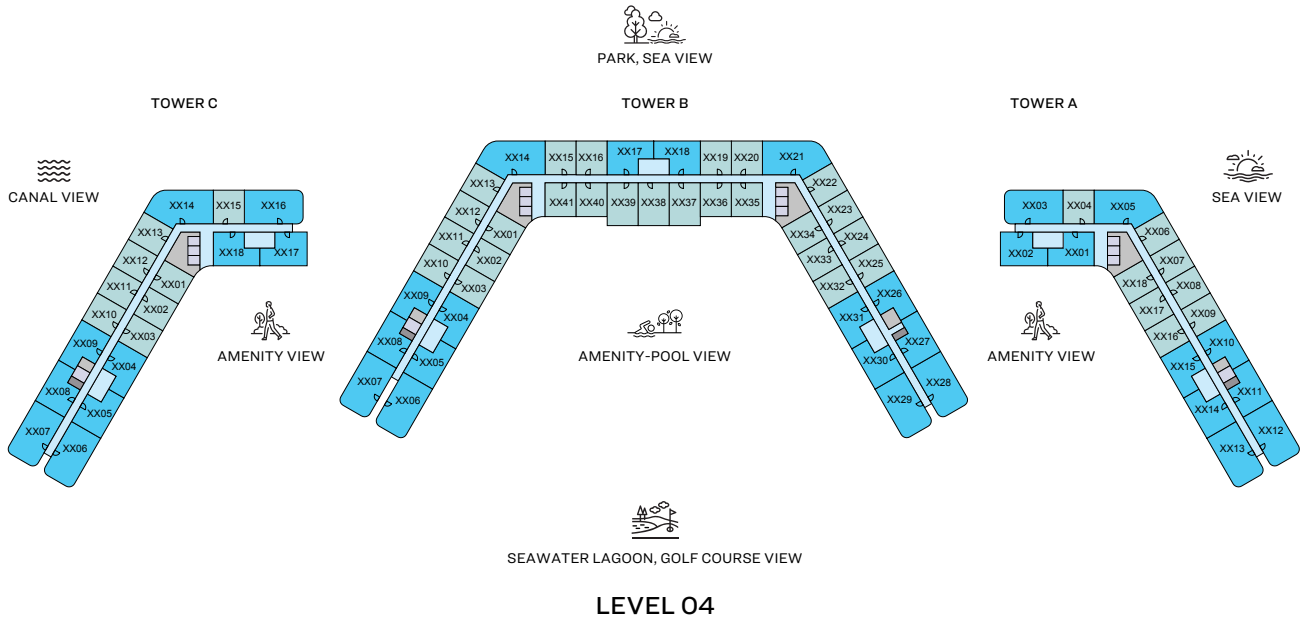 PARK, SEA VIEW
TOWER C
TOWER B
TOWER A
CANAL VIEW
SEA VIEW
XX14
XX15
XX16
XX13
XX12
XX11
XX10
XX09
XX08
XX07
XX18
XX17
XX01
XX02
XX03
XX04
XX05
XX06
XX14
XX15
XX16
XX17
XX18
XX19
XX20
XX21
XX13
XX12
XX11
XX10
XX09
XX08
XX07
XX41
XX40
XX39
XX38
XX37
XX36
XX35
XX01
XX02
XX03
XX04
XX05
XX06
XX22
XX23
XX24
XX25
XX26
XX27
XX28
XX34
XX33
XX32
XX31
XX30
XX29
XX03
XX04
XX05
XX02
XX01
XX06
XX07
XX08
XX09
XX10
XX11
XX12
XX18
XX17
XX16
XX15
XX14
XX13
AMENITY VIEW
AMENITY-POOL VIEW
AMENITY VIEW
SEAWATER LAGOON, GOLF COURSE VIEW
LEVEL 04